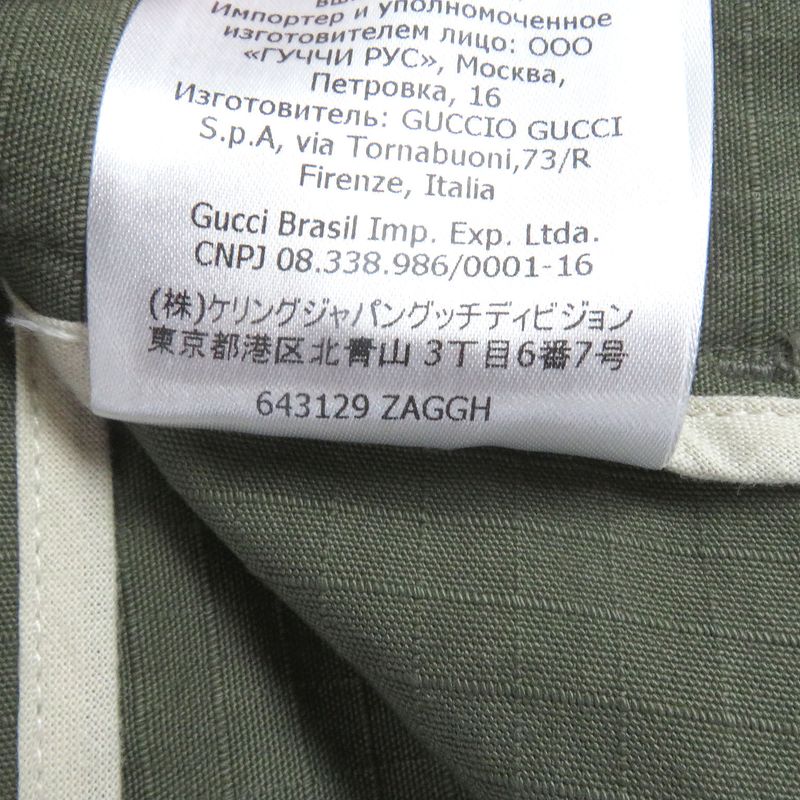 Импортер и уполномоченное
изготовителем лицо: ООО
«ГУЧЧИ РУС», Москва,
Петровка, 16
Изготовитель: GUCCIO GUCCI
S.p.A, via Tornabuoni,73/R
Firenze, Italia
Gucci Brasil Imp. Exp. Ltda.
CNPJ 08.338.986/0001-16
(株)ケリングジャパングッチディビジョン
東京都港区北青山 3丁目6番7号
643129 ZAGGH